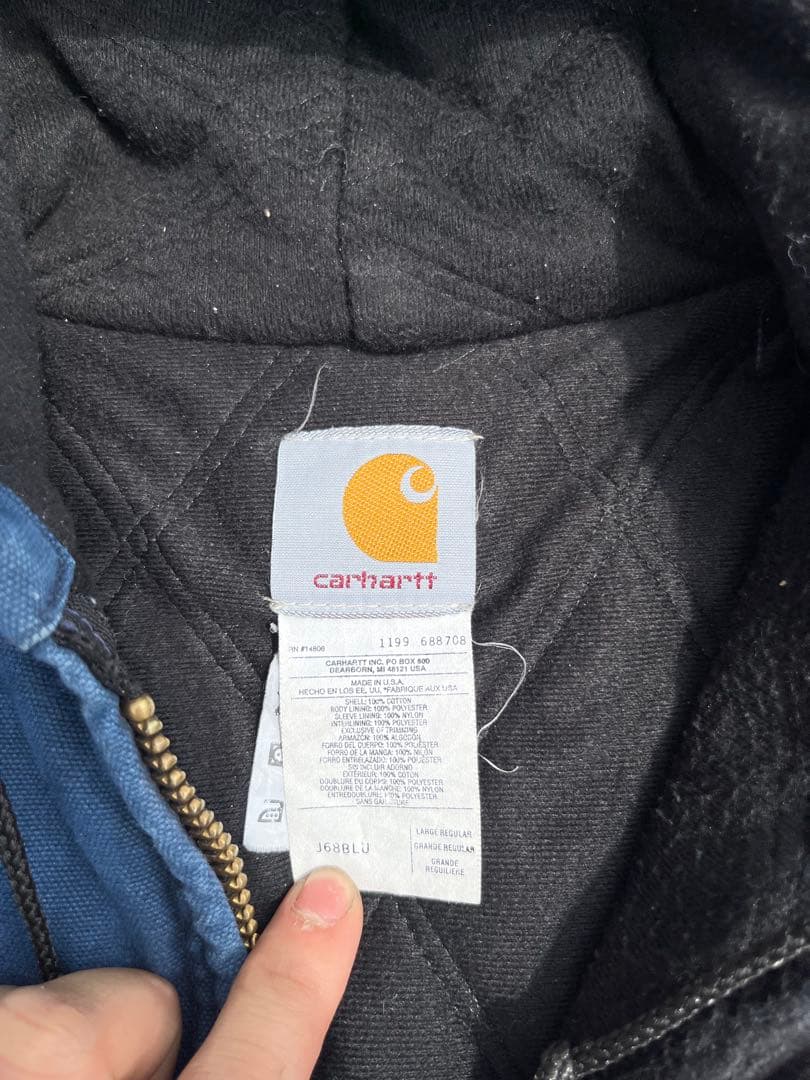 carhartt
RN #14806
1199 688708
CARHARTT INC. PO BOX 600
DEARBORN, MI 48121 USA
MADE IN U.S.A.
HECHO EN LOS EE, UU, *FABRIQUE AUX USA
SHELL: 100% COTTON
BODY LINING: 100% POLYESTER
SLEEVE LINING: 100% NYLON
INTERLINING: 100% POLYESTER
EXCLUSIVE OF TRIMMING
ARMAZON: 100% ALGODON
FORRO DEL CUERPO: 100% POLIESTER
FORRO DE LA MANGA: 100% NILON
FORRO ENTRELAZADO: 100% POLIESTER
SIN INCLUIR ADORNO
EXTÉRIEUR: 100% COTON
DOUBLURE DU CORPS: 100% POLYESTER
DOUBLURE DE LA MANCHE: 100% NYLON
ENTREDOUBLURE: 100% POLYESTER
SANS
J68BLU
LARGE REGULAR
GRANDE REGULAR
GRANDE
REGULIERE